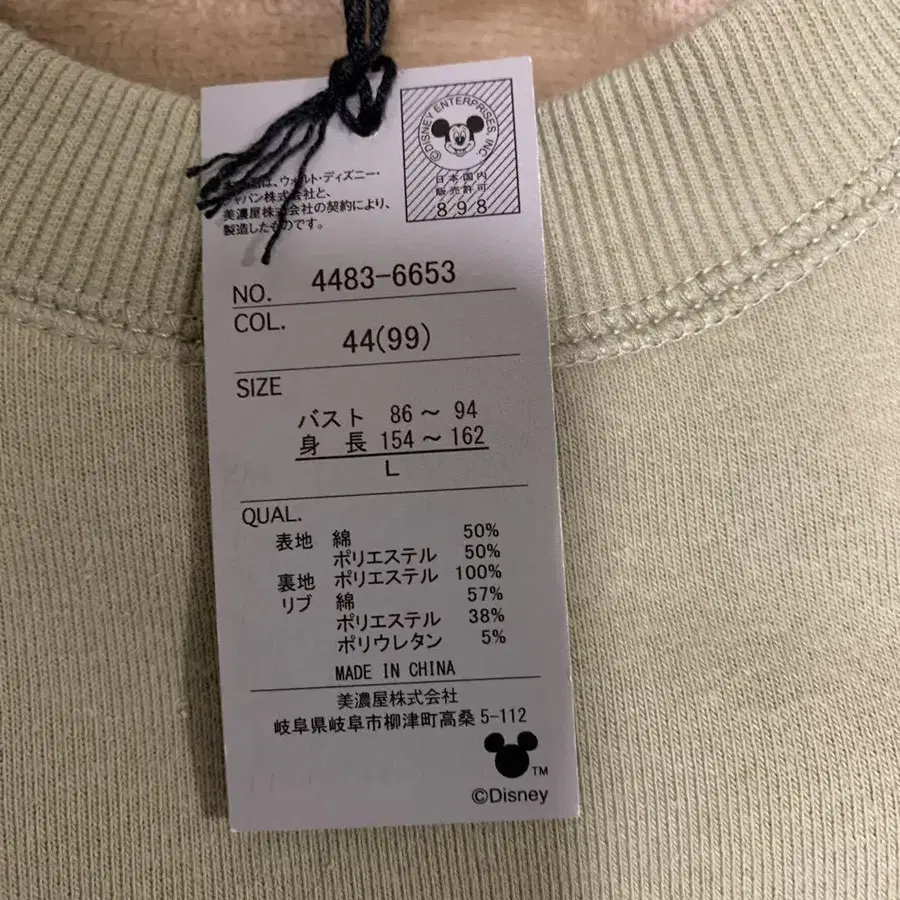 ©DISNEY ENTERPRISES, INC.
日本国内
販売許可
898
は、ウォルト・ディズニー・
ジャパン株式会社と、
美濃屋株式会社の契約により、
製造したものです。
NO. 4483-6653
COL.
44(99)
SIZE
バスト 86～94
身長 154～162
L
QUAL.
表地 綿 50%
ポリエステル 50%
裏地 ポリエステル 100%
リブ 綿 57%
ポリエステル 38%
ポリウレタン 5%
MADE IN CHINA
美濃屋株式会社
岐阜県岐阜市柳津町高桑5-112
TM
©Disney